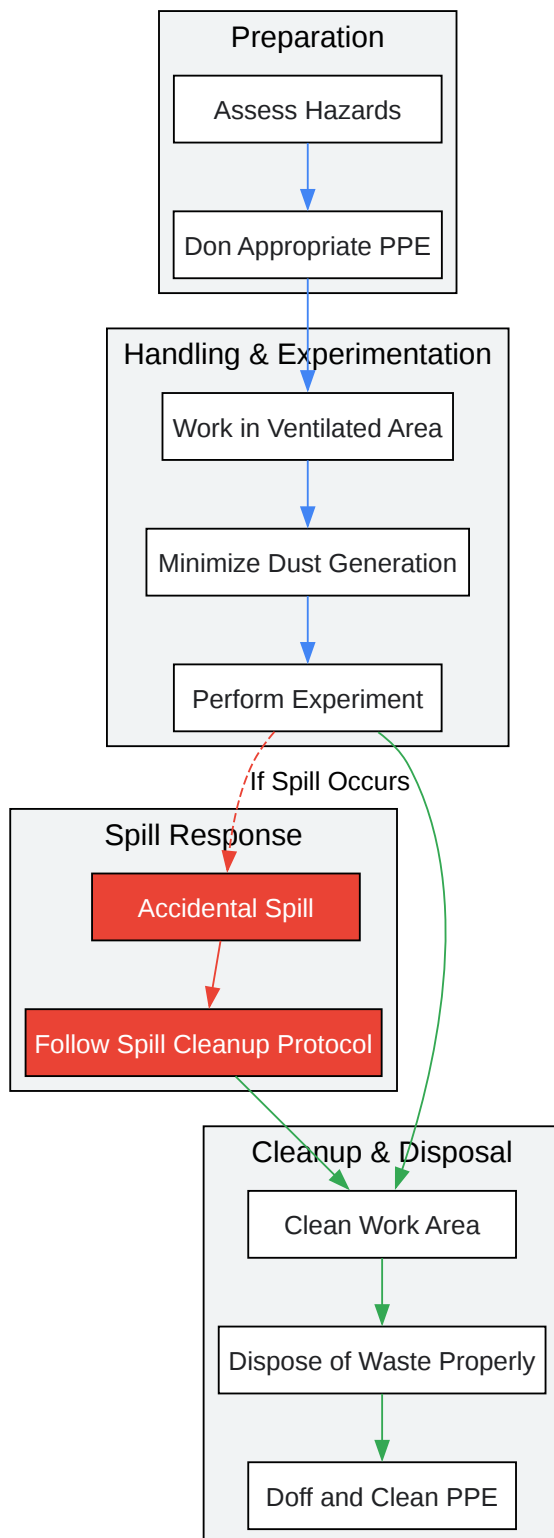 Preparation
Assess Hazards
Don Appropriate PPE
Handling & Experimentation
Work in Ventilated Area
Minimize Dust Generation
Perform Experiment
If Spill Occurs
Spill Response
Accidental Spill
Follow Spill Cleanup Protocol
Cleanup & Disposal
Clean Work Area
Dispose of Waste Properly
Doff and Clean PPE